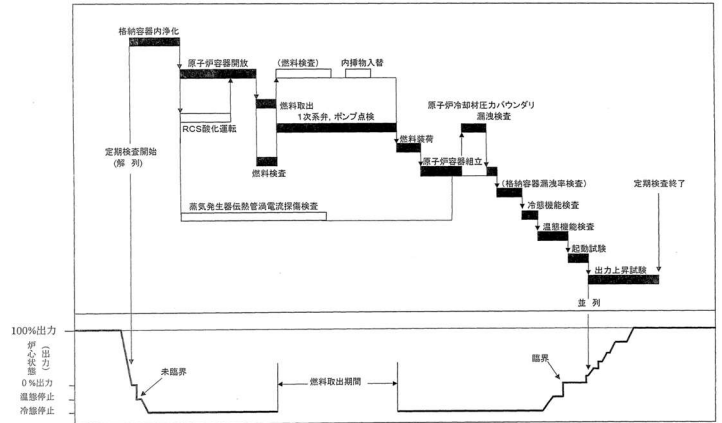 格納容器内浄化
原子炉容器開放
(燃料検査)
内挿物入替
燃料取出
1次系弁，ポンプ点検
RCS酸化運転
原子炉冷却材圧力バウンダリ
漏洩検査
燃料装荷
定期検査開始
(解 列)
燃料検査
原子炉容器組立
(格納容器漏洩率検査)
定期検査終了
蒸気発生器伝熱管渦電流探傷検査
冷態機能検査
温態機能検査
起動試験
出力上昇試験
並 列
100%出力
炉心状態
(出力)
未臨界
臨界
0％出力
燃料取出期間
温態停止
冷態停止